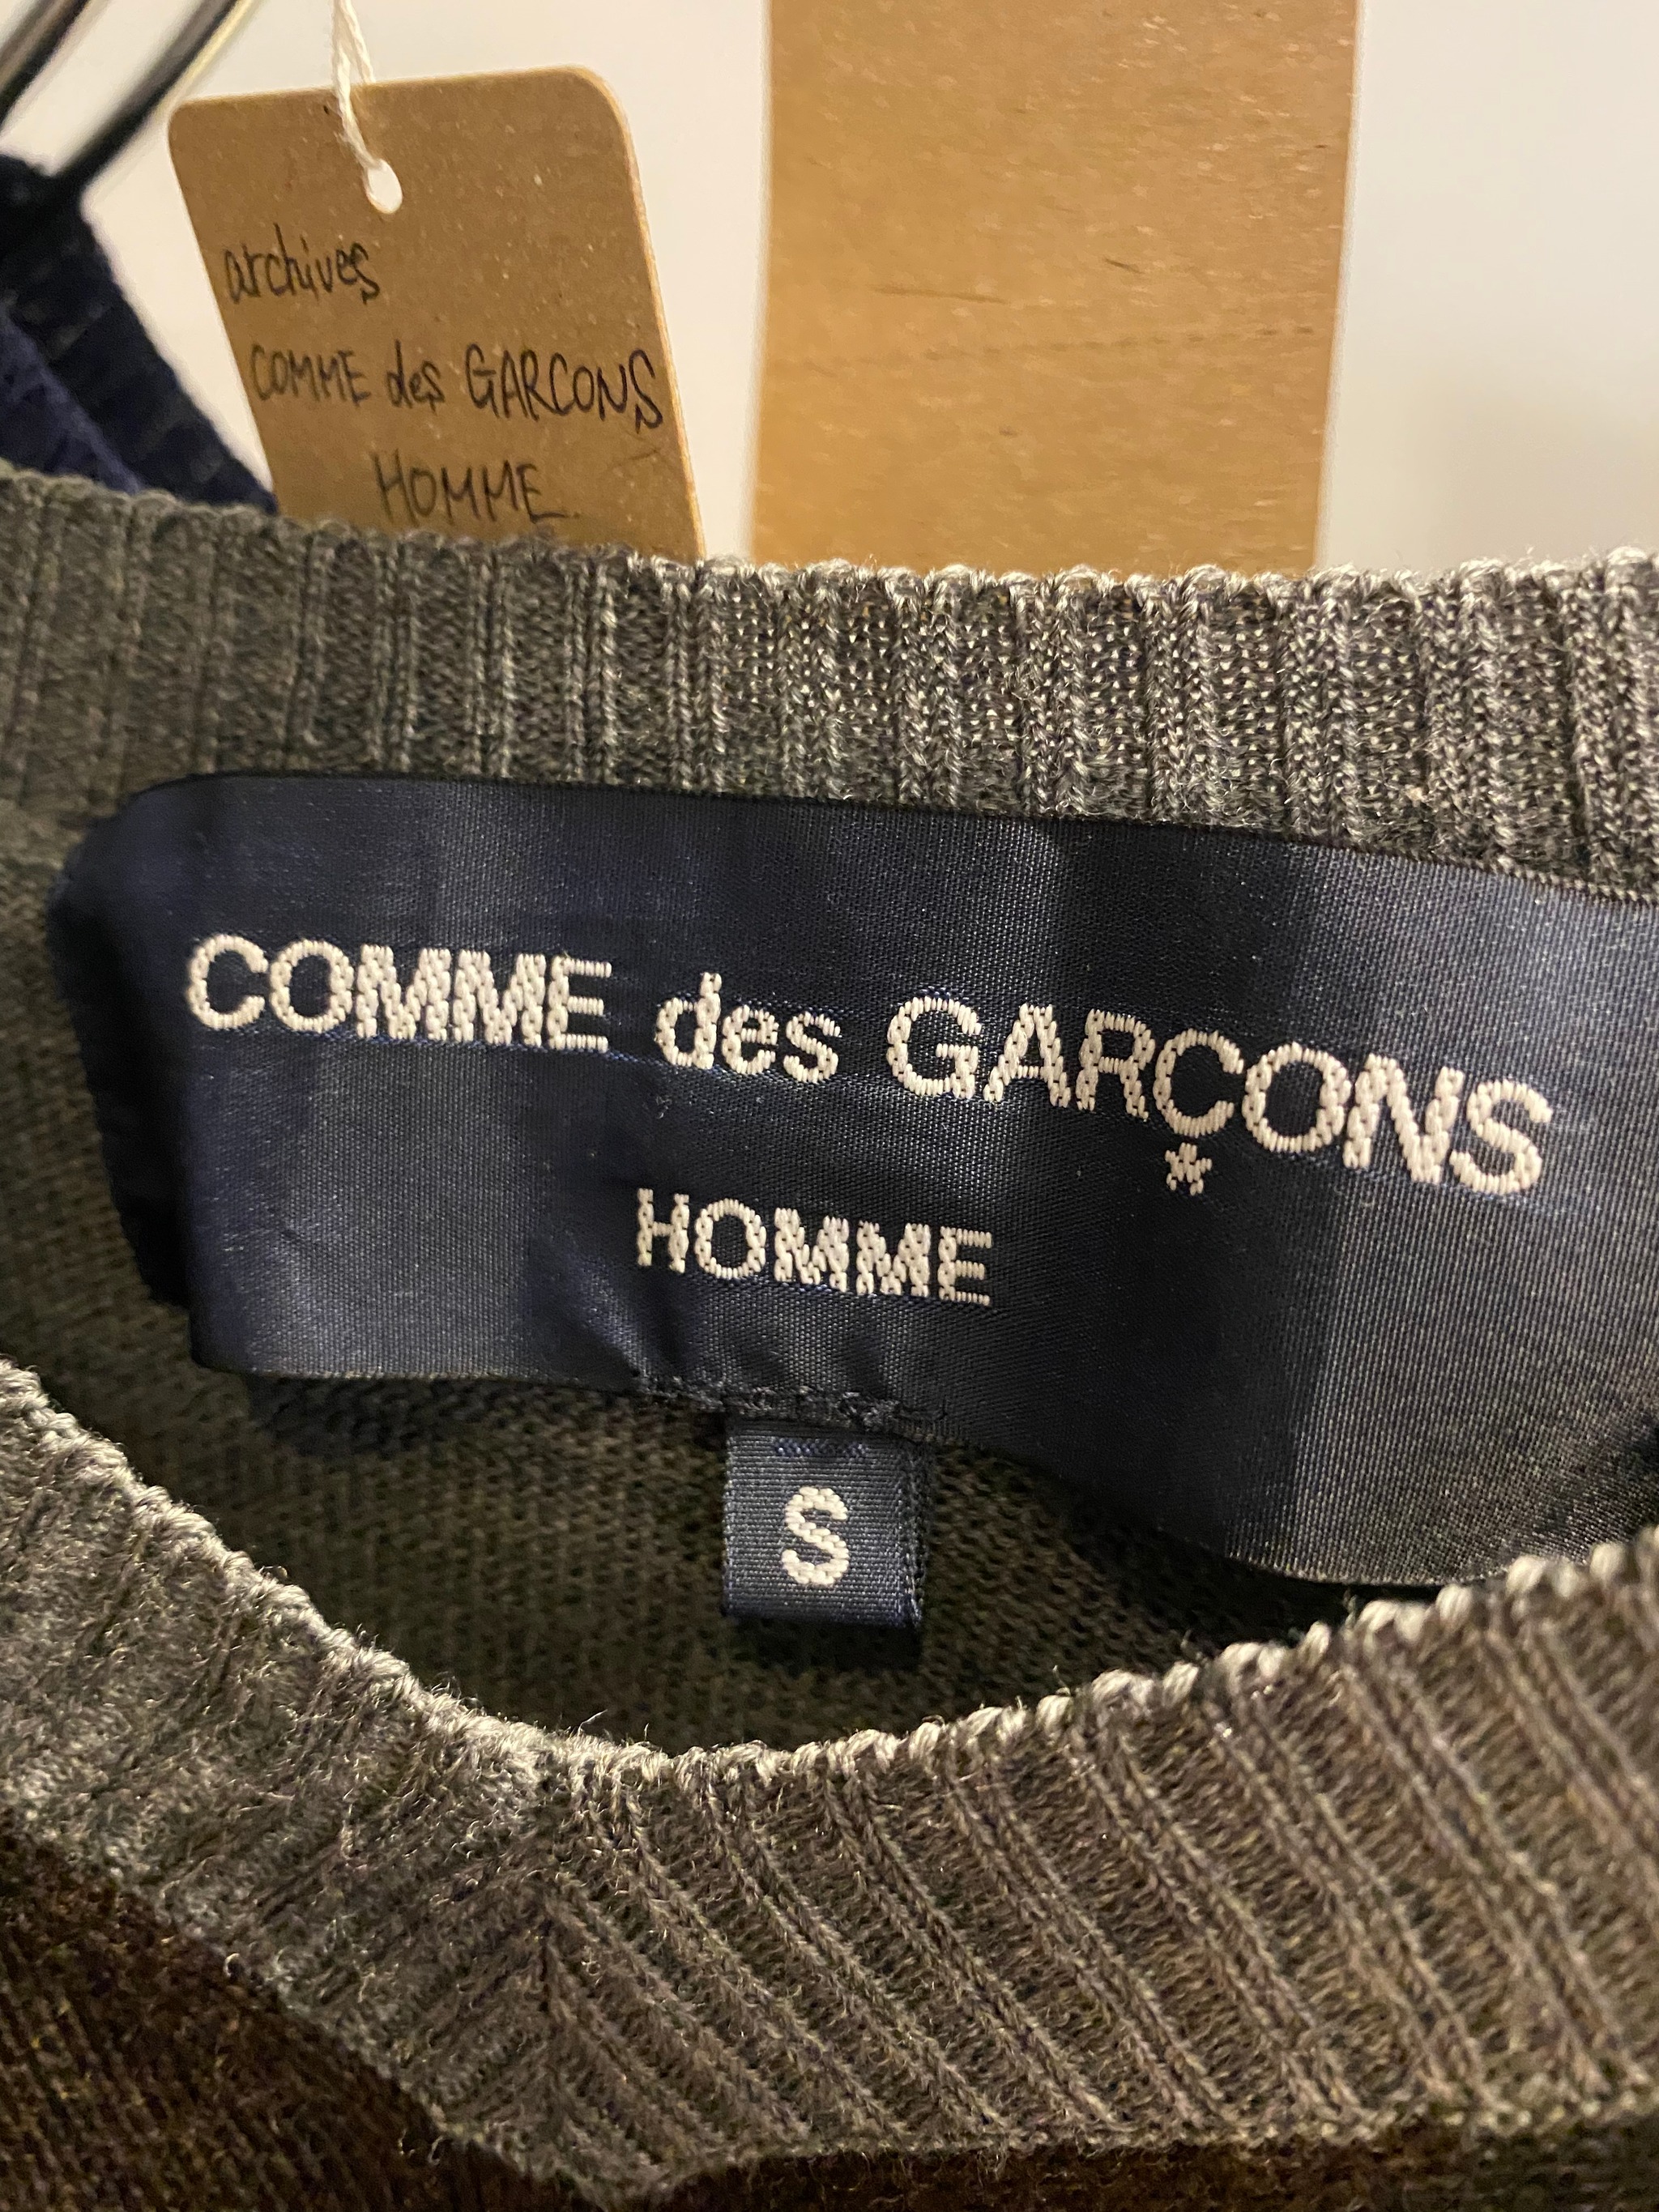 archives
COMME des GARCONS
HOMME.
COMME des GARÇONS
HOMME
S